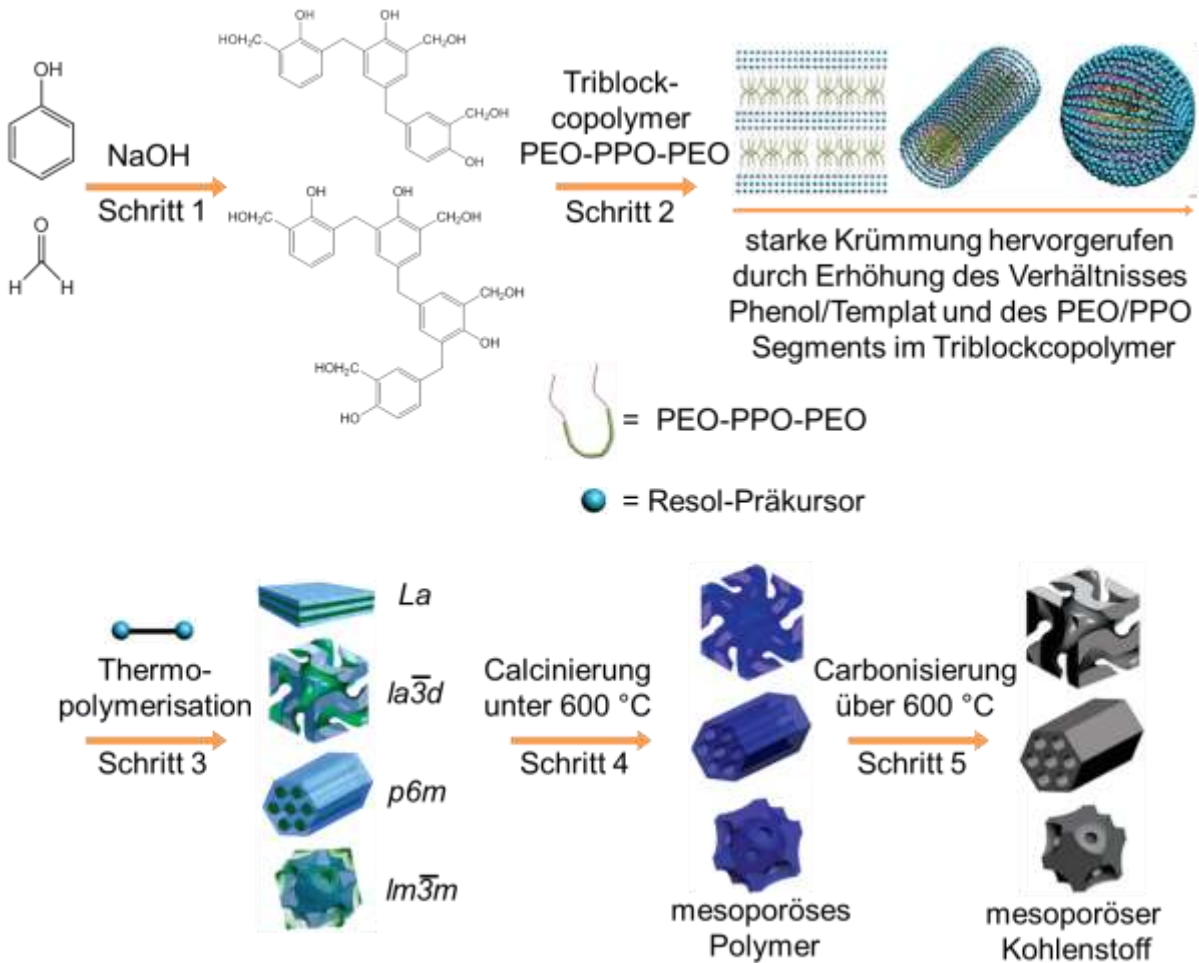 OH
NaOH
Schritt 1
O
H H
OH
HOH₂C
OH
CH₂OH
CH₂OH
OH
OH
HOH₂C
OH
CH₂OH
CH₂OH
OH
HOH₂C
HO
Triblock-
copolymer
PEO-PPO-PEO
Schritt 2
starke Krümmung hervorgerufen
durch Erhöhung des Verhältnisses
Phenol/Templat und des PEO/PPO
Segments im Triblockcopolymer
= PEO-PPO-PEO
= Resol-Präkursor
Thermo-
polymerisation
Schritt 3
La
Ia3̅d
p6m
Im3̅m
Calcinierung
unter 600 °C
Schritt 4
mesoporöses
Polymer
Carbonisierung
über 600 °C
Schritt 5
mesoporöser
Kohlenstoff